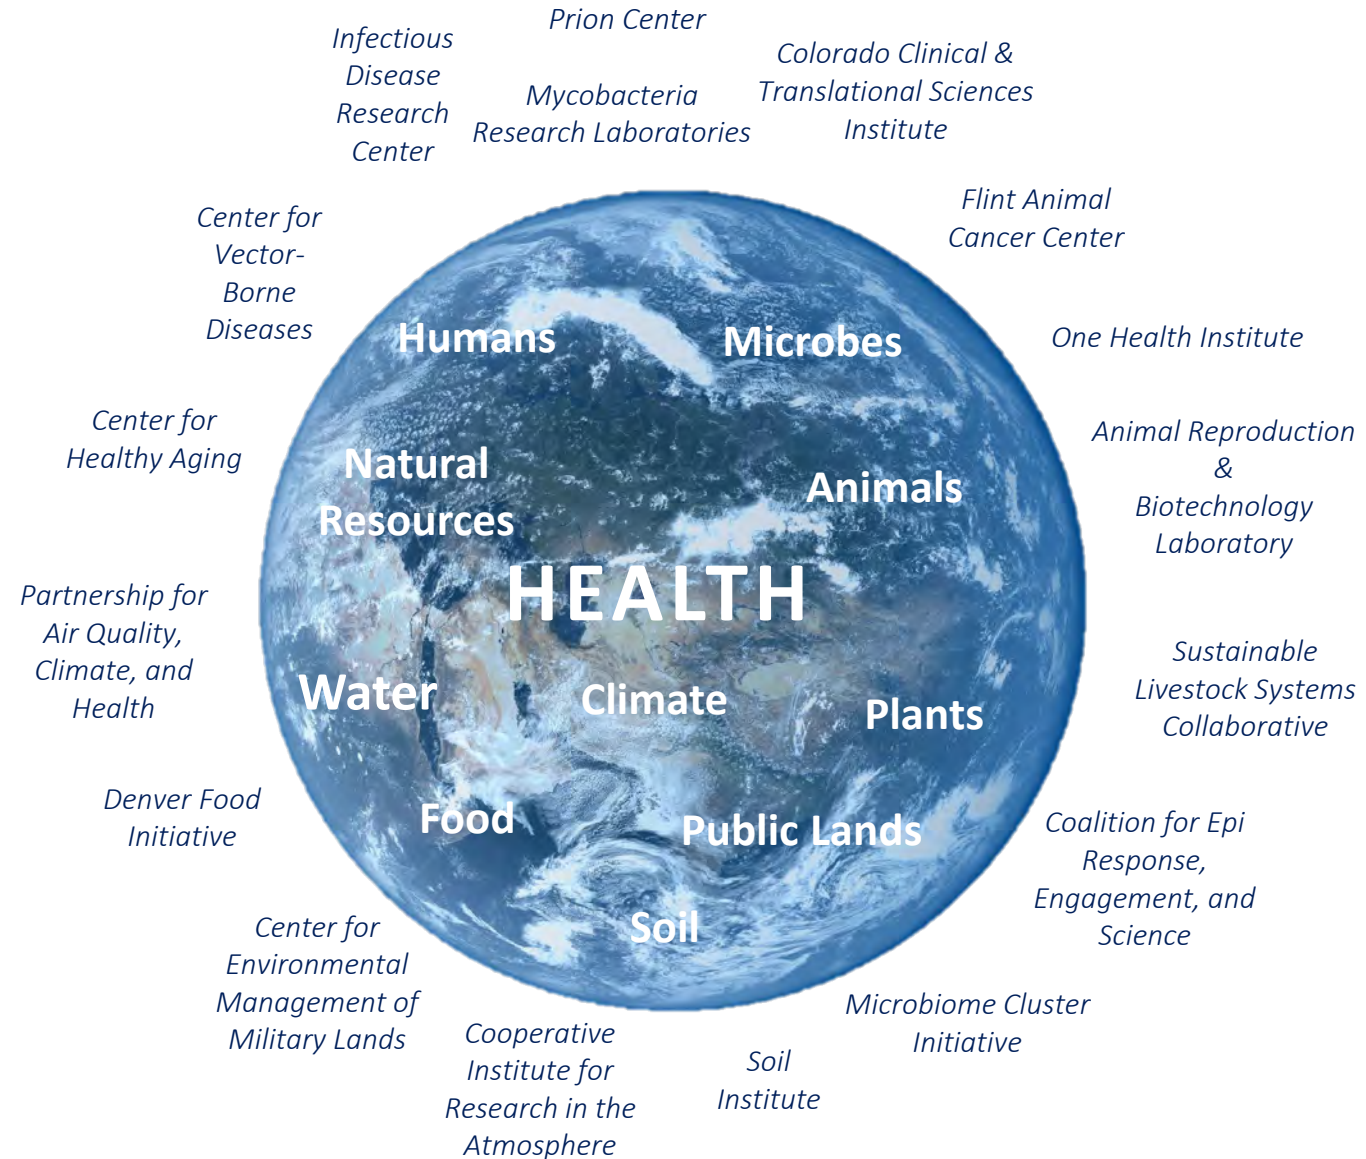 Prion Center
Infectious
Disease
Research
Center
Mycobacteria
Research Laboratories
Colorado Clinical &
Translational Sciences
Institute
Flint Animal
Cancer Center
One Health Institute
Animal Reproduction
&
Biotechnology
Laboratory
Sustainable
Livestock Systems
Collaborative
Coalition for Epi
Response,
Engagement, and
Science
Microbiome Cluster
Initiative
Soil
Institute
Cooperative
Institute for
Research in the
Atmosphere
Center for
Environmental
Management of
Military Lands
Denver Food
Initiative
Partnership for
Air Quality,
Climate, and
Health
Center for
Healthy Aging
Center for
Vector-
Borne
Diseases
Humans
Microbes
Natural
Resources
Animals
HEALTH
Water
Climate
Plants
Food
Public Lands
Soil